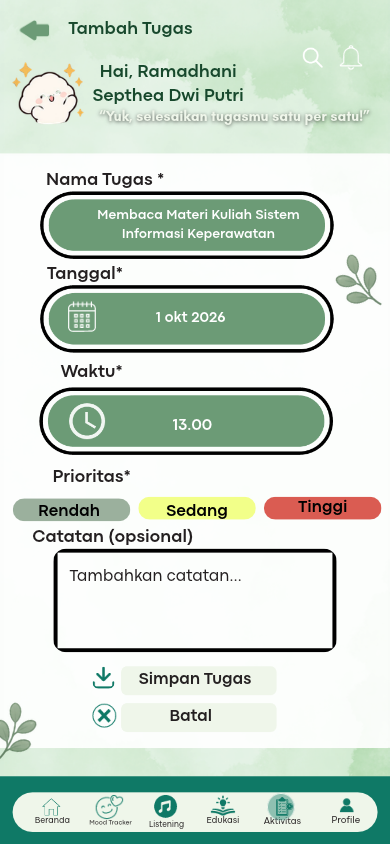 Tambah Tugas
Hai, Ramadhani
Septhea Dwi Putri
"Yuk, selesaikan tugasmu satu per satu!"
Nama Tugas *
Membaca Materi Kuliah Sistem
Informasi Keperawatan
Tanggal*
1 okt 2026
Waktu*
13.00
Prioritas*
Rendah Sedang Tinggi
Catatan (opsional)
Tambahkan catatan...
Simpan Tugas
Batal
Beranda Mood Tracker Listening Edukasi Aktivitas Profile